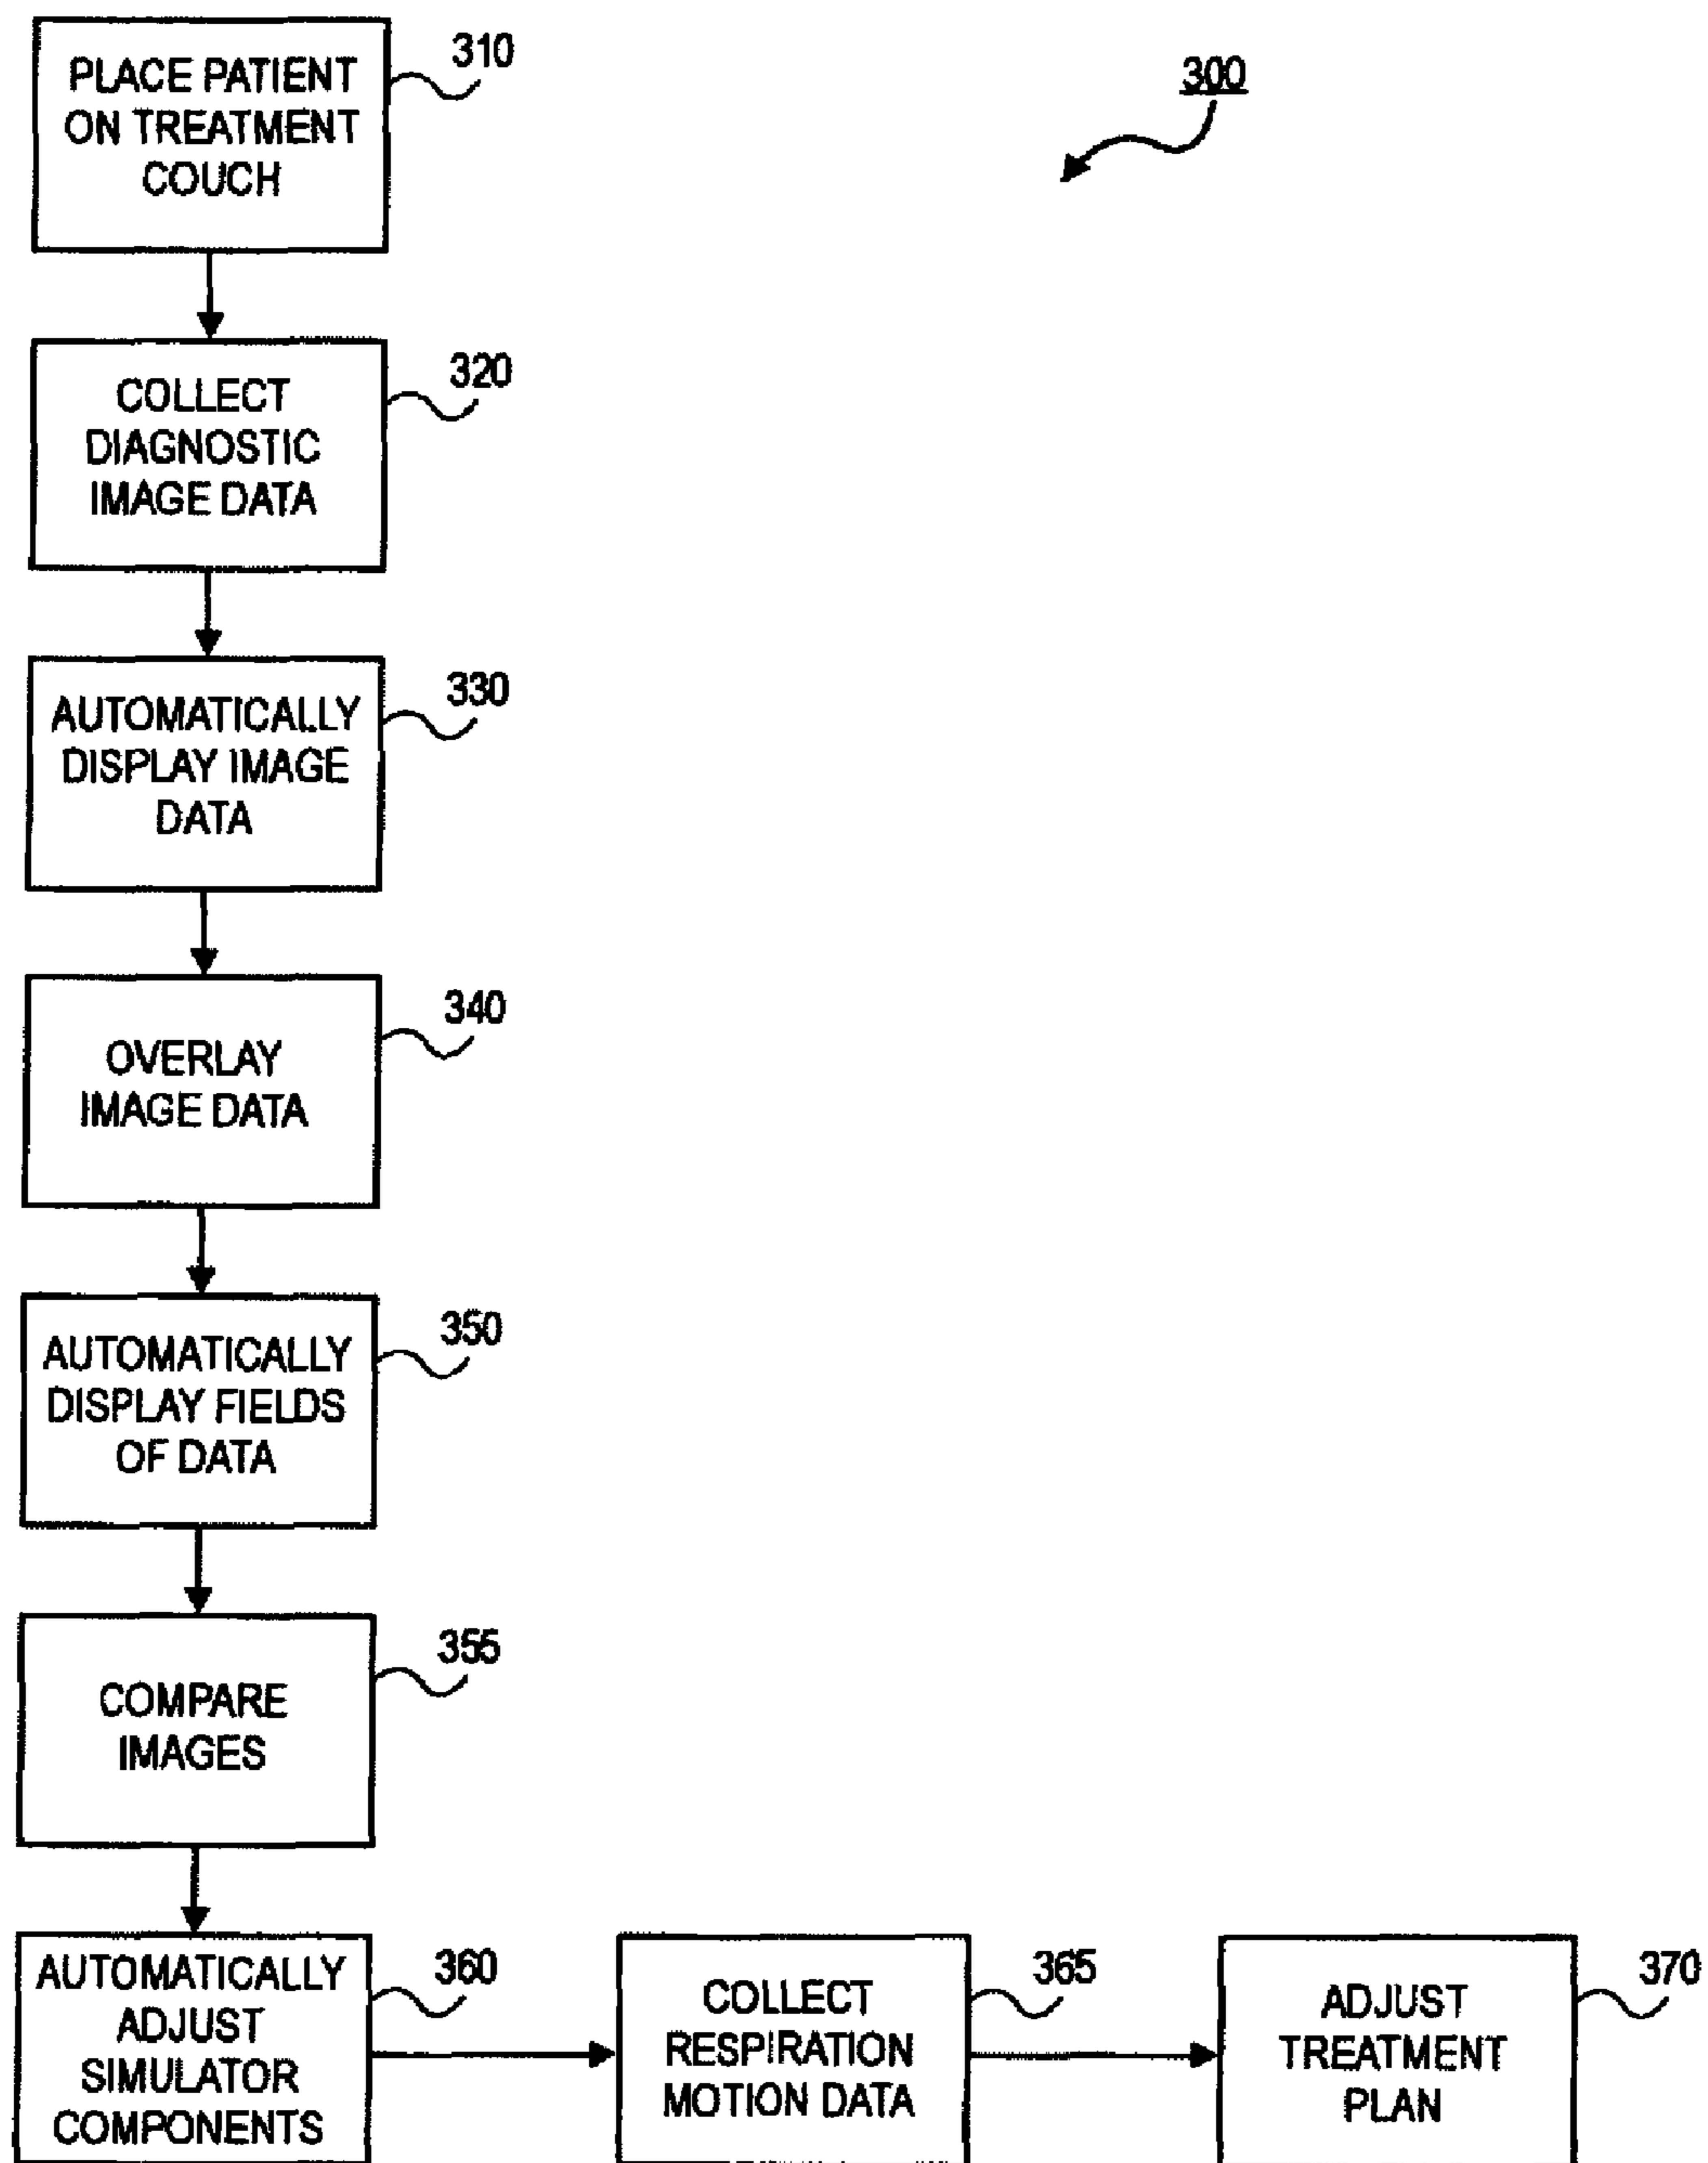 300
PLACE PATIENT
ON TREATMENT
COUCH
310
COLLECT
DIAGNOSTIC
IMAGE DATA
320
AUTOMATICALLY
DISPLAY IMAGE
DATA
330
OVERLAY
IMAGE DATA
340
AUTOMATICALLY
DISPLAY FIELDS
OF DATA
350
COMPARE
IMAGES
355
AUTOMATICALLY
ADJUST
SIMULATOR
COMPONENTS
360
COLLECT
RESPIRATION
MOTION DATA
365
ADJUST
TREATMENT
PLAN
370